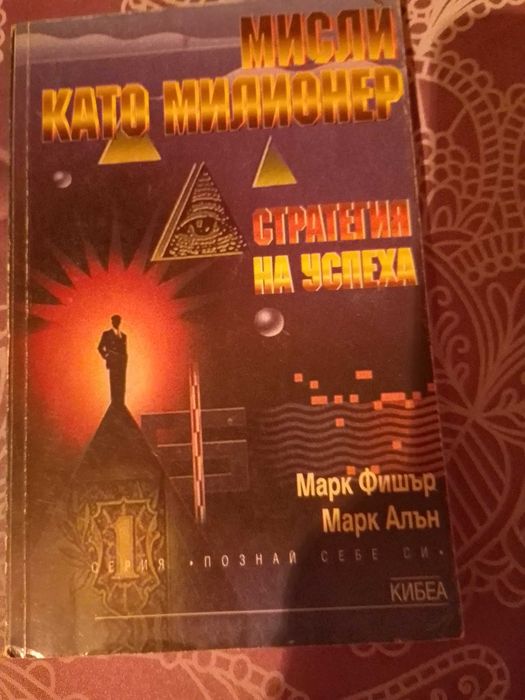 МИСЛИ
КАТО МИЛИОНЕР
СТРАТЕГИЯ
НА УСПЕХА
Марк Фишър
Марк Алън
1
СЕРИЯ • ПОЗНАЙ СЕБЕ СИ •
КИБЕА